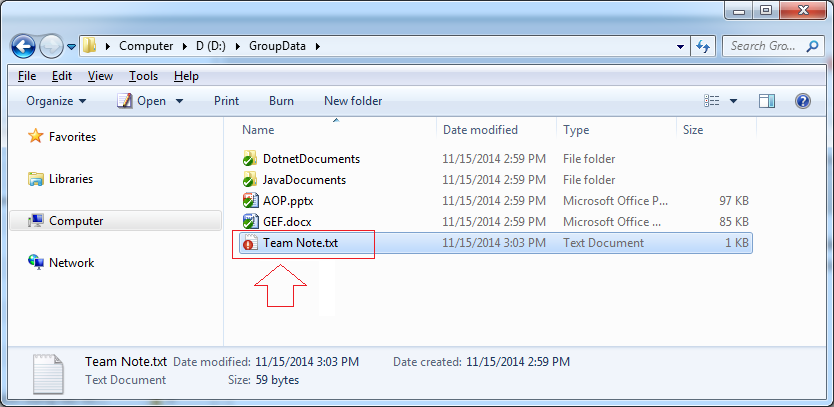 Computer D (D:) GroupData Search Gro...
File Edit View Tools Help
Organize Open Print Burn New folder
Name Date modified Type Size
Favorites
Libraries
Computer
Network
DotnetDocuments 11/15/2014 2:59 PM File folder
JavaDocuments 11/15/2014 2:59 PM File folder
AOP.pptx 11/15/2014 2:59 PM Microsoft Office P... 97 KB
GEF.docx 11/15/2014 2:59 PM Microsoft Office ... 85 KB
Team Note.txt 11/15/2014 3:03 PM Text Document 1 KB
Team Note.txt Date modified: 11/15/2014 3:03 PM Date created: 11/15/2014 2:59 PM
Text Document Size: 59 bytes